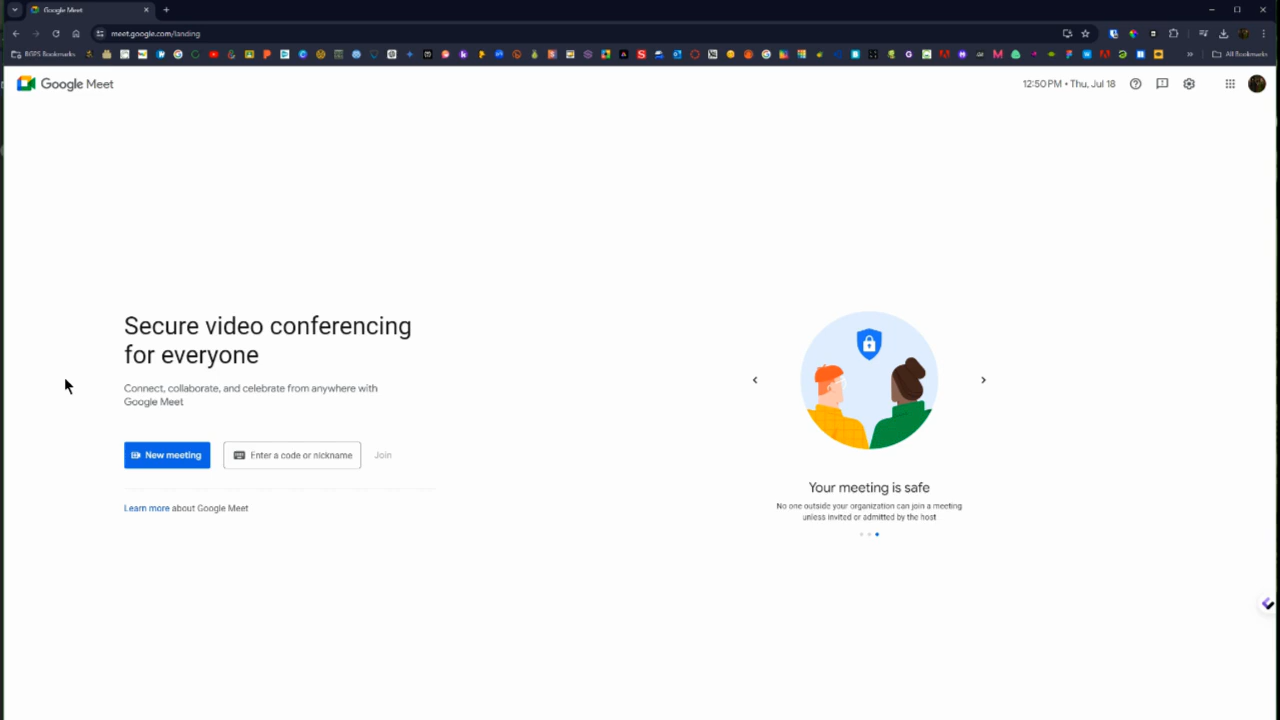 Google Meet
meet.google.com/landing
BGPS Bookmarks
All Bookmarks
Google Meet
12:50 PM • Thu, Jul 18
Secure video conferencing
for everyone
Connect, collaborate, and celebrate from anywhere with
Google Meet
New meeting
Enter a code or nickname
Join
Learn more about Google Meet
Your meeting is safe
No one outside your organization can join a meeting
unless invited or admitted by the host